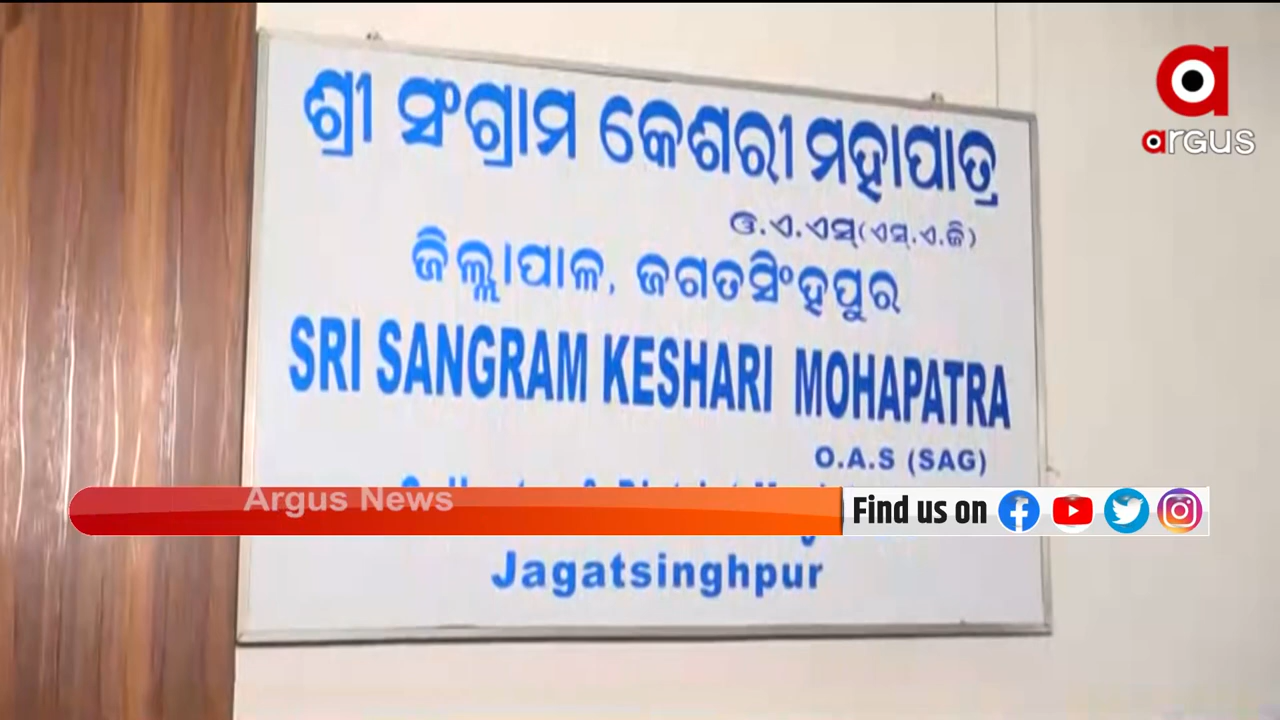 ଶ୍ରୀ ସଂଗ୍ରାମ କେଶରୀ ମହାପାତ୍ର
ଓ.ଏ.ଏସ୍(ଏସ୍.ଏ.ଜି)
ଜିଲ୍ଲାପାଳ, ଜଗତସିଂହପୁର
SRI SANGRAM KESHARI MOHAPATRA
O.A.S (SAG)
Jagatsinghpur
Argus News
Find us on
argus